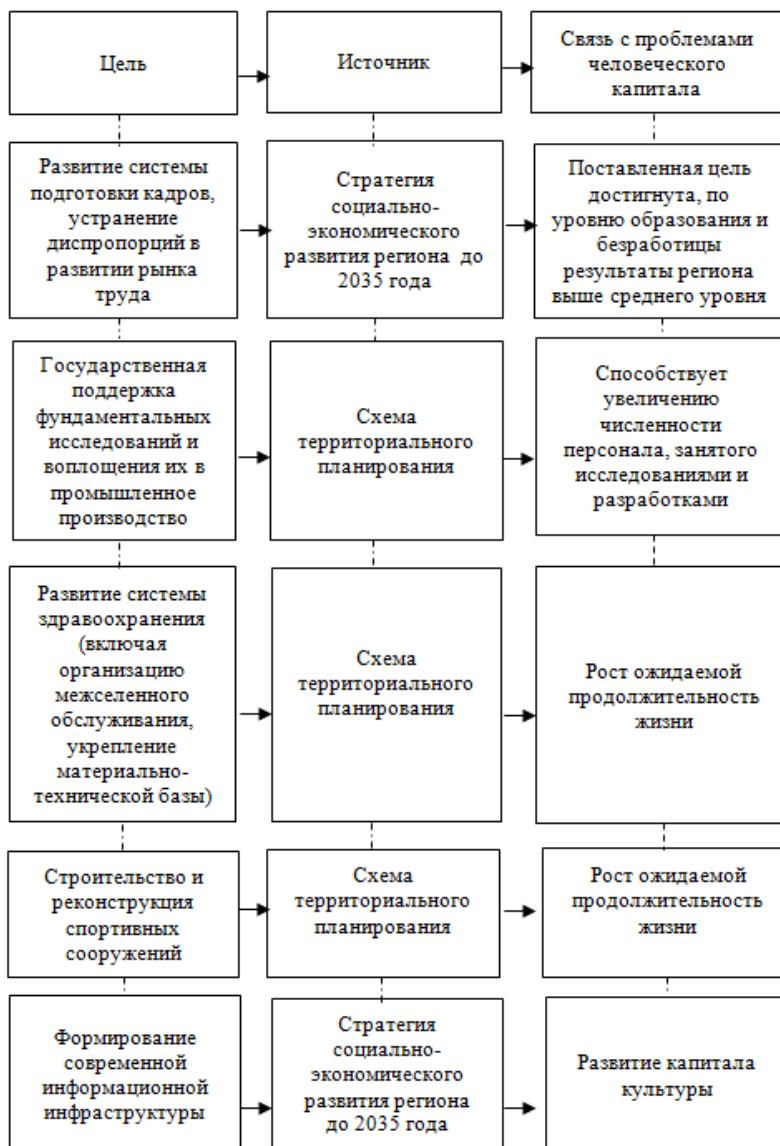 Цель
Источник
Связь с проблемами
человеческого
капитала
Развитие системы
подготовки кадров,
устранение
диспропорций в
развитии рынка
труда
Стратегия
социально-
экономического
развития региона до
2035 года
Поставленная цель
достигнута, по
уровню образования и
безработицы
результаты региона
выше среднего уровня
Государственная
поддержка
фундаментальных
исследований и
воплощения их в
промышленное
производство
Схема
территориального
планирования
Способствует
увеличению
численности
персонала, занятого
исследованиями и
разработками
Развитие системы
здравоохранения
(включая
организацию
межселенного
обслуживания,
укрепление
материально-
технической базы)
Схема
территориального
планирования
Рост ожидаемой
продолжительность
жизни
Строительство и
реконструкция
спортивных
сооружений
Схема
территориального
планирования
Рост ожидаемой
продолжительность
жизни
Формирование
современной
информационной
инфраструктуры
Стратегия
социально-
экономического
развития региона
до 2035 года
Развитие капитала
культуры